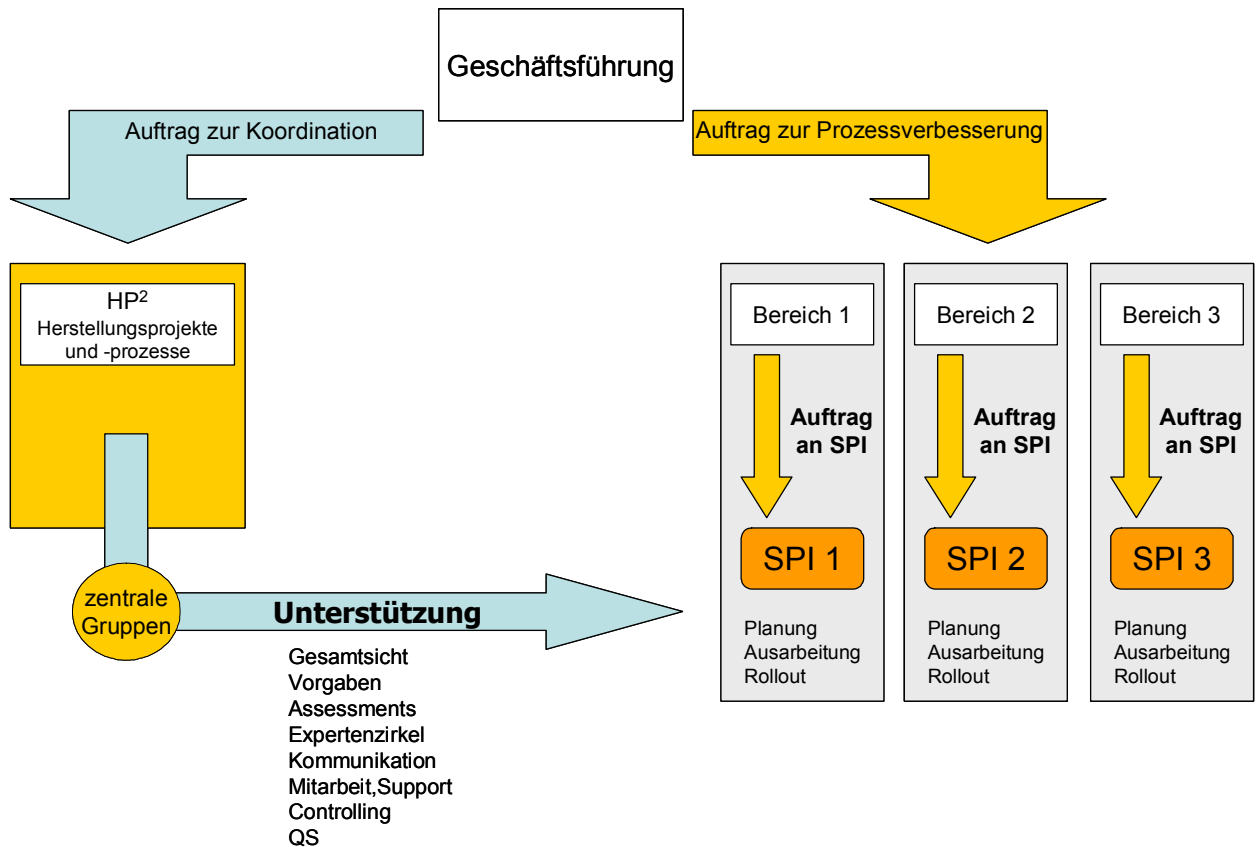 Geschäftsführung
Auftrag zur Koordination
Auftrag zur Prozessverbesserung
HP²
Herstellungsprojekte
und -prozesse
zentrale
Gruppen
Unterstützung
Gesamtsicht
Vorgaben
Assessments
Expertenzirkel
Kommunikation
Mitarbeit,Support
Controlling
QS
Bereich 1
Auftrag
an SPI
SPI 1
Planung
Ausarbeitung
Rollout
Bereich 2
Auftrag
an SPI
SPI 2
Planung
Ausarbeitung
Rollout
Bereich 3
Auftrag
an SPI
SPI 3
Planung
Ausarbeitung
Rollout